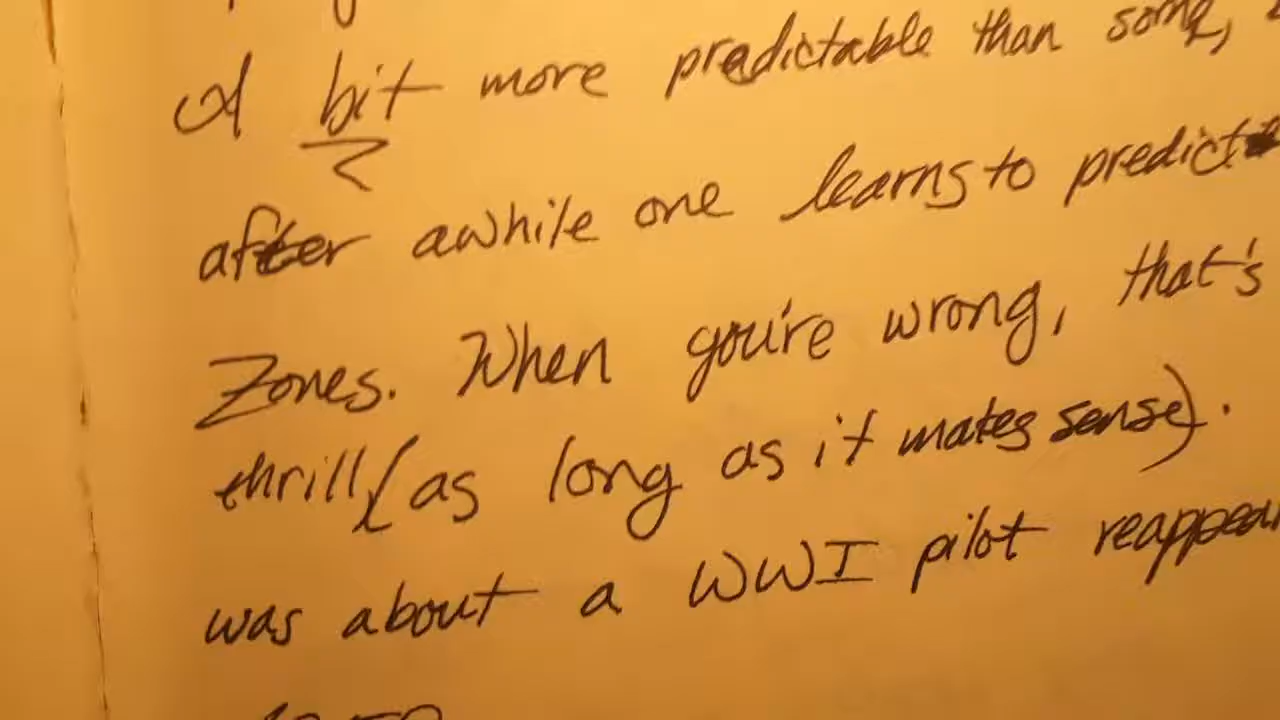 A bit more predictable than some,
after awhile one learns to predict
Zones. When you're wrong, that's
thrill (as long as it makes sense).
was about a WWI pilot reappear